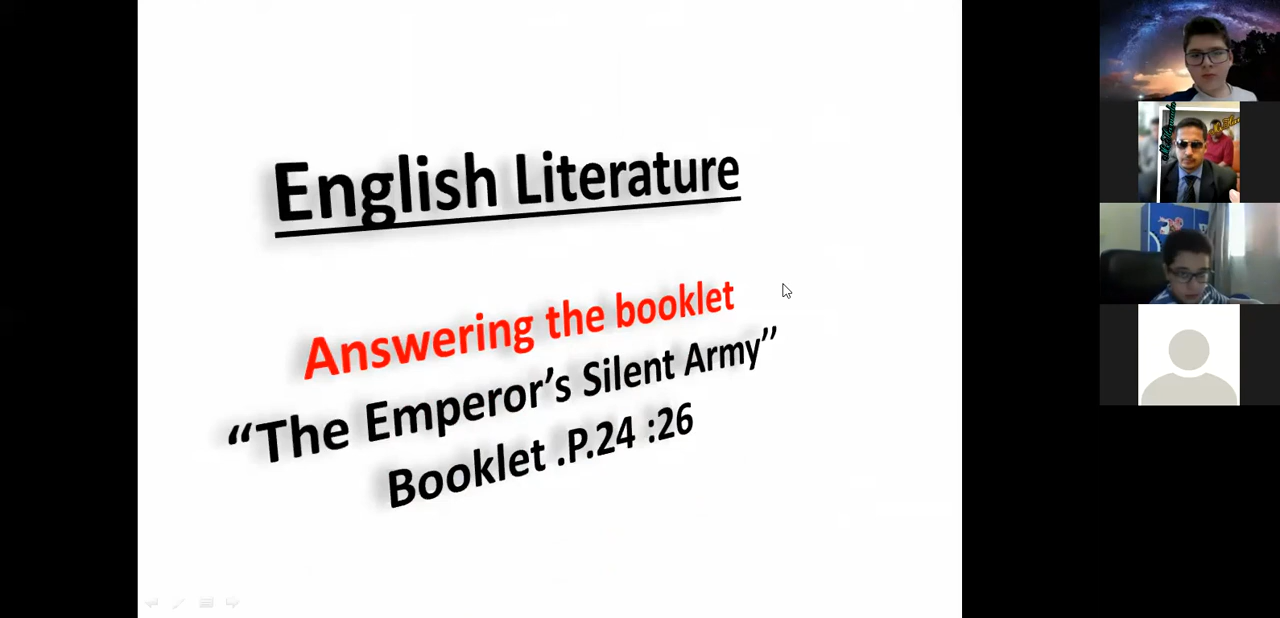 English Literature
Answering the booklet
“The Emperor’s Silent Army”
Booklet .P.24 :26